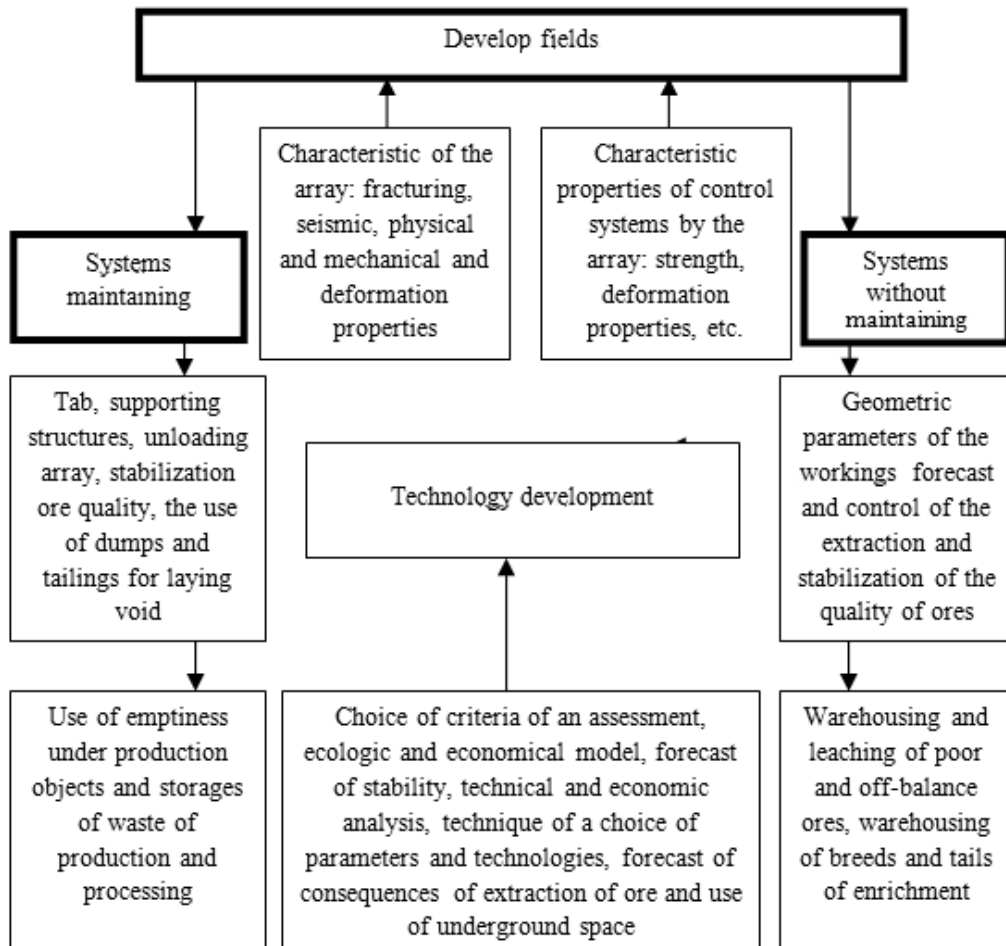 Develop fields
Characteristic of the
array: fracturing,
seismic, physical
and mechanical and
deformation
properties
Characteristic
properties of control
systems by the
array: strength,
deformation
properties, etc.
Systems
maintaining
Systems
without
maintaining
Tab, supporting
structures, unloading
array, stabilization
ore quality, the use
of dumps and
tailings for laying
void
Technology development
Geometric
parameters of the
workings forecast
and control of the
extraction and
stabilization of the
quality of ores
Use of emptiness
under production
objects and storages
of waste of
production and
processing
Choice of criteria of an assessment,
ecologic and economical model, forecast
of stability, technical and economic
analysis, technique of a choice of
parameters and technologies, forecast of
consequences of extraction of ore and use
of underground space
Warehousing and
leaching of poor
and off-balance
ores, warehousing
of breeds and tails
of enrichment